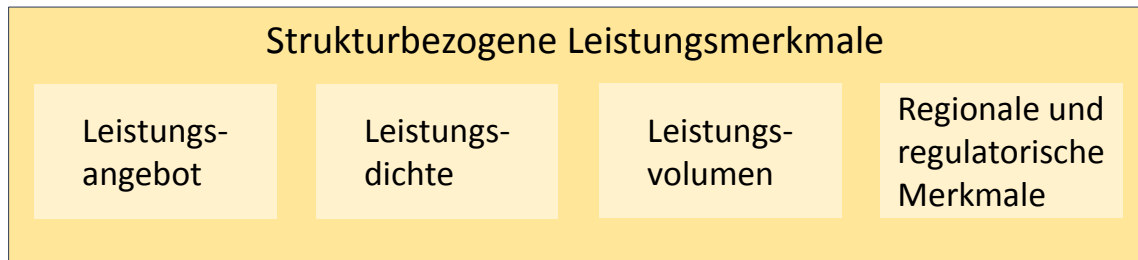 Strukturbezogene Leistungsmerkmale
Leistungs-
angebot
Leistungs-
dichte
Leistungs-
volumen
Regionale und
regulatorische
Merkmale